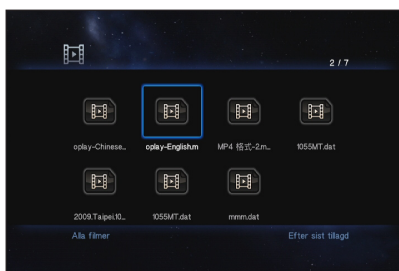 2 / 7
oplay-Chinese...
oplay-English.m
MP4 格式-2.m...
1055MT.dat
2009.Taipei.10...
1055MT.dat
mmm.dat
Alla filmer
Efter sist tillagd